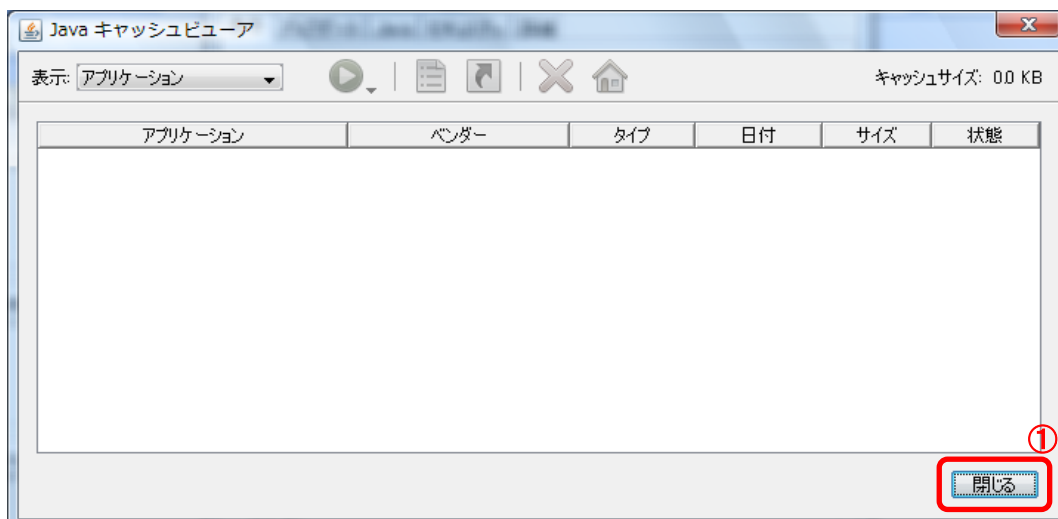 Java キャッシュビューア
表示: アプリケーション
キャッシュサイズ: 0.0 KB
アプリケーション ベンダー タイプ 日付 サイズ 状態
①
閉じる